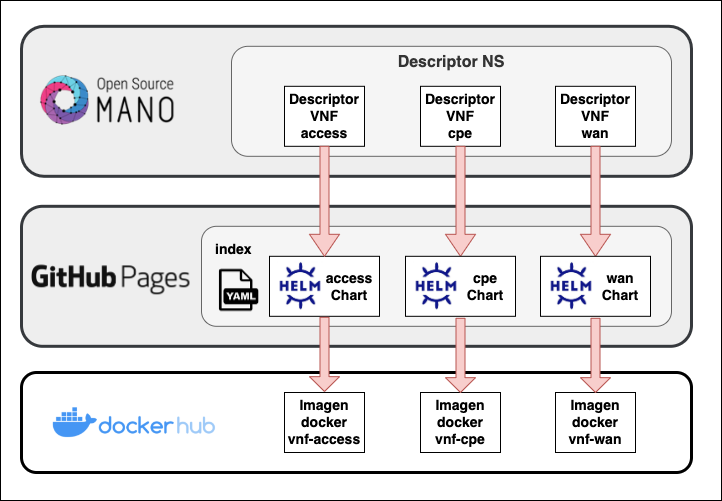 Descriptor NS
Open Source
MANO
Descriptor
VNF
access
Descriptor
VNF
cpe
Descriptor
VNF
wan
index
GitHub Pages
YAML
HELM
access
Chart
HELM
cpe
Chart
HELM
wan
Chart
dockerhub
Imagen
docker
vnf-access
Imagen
docker
vnf-cpe
Imagen
docker
vnf-wan